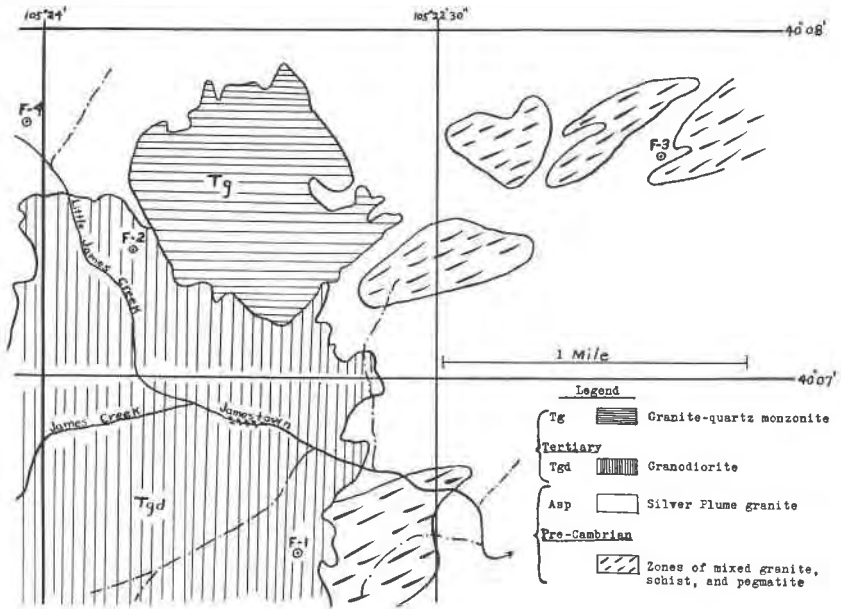 105°24'
105°22'30"
40°08'
F-4
F-3
Tg
F-2
Little James Creek
1 Mile
40°07'
James Creek
Jamestown
Tgd
F-1
Legend
Tg Granite-quartz monzonite
Tertiary
Tgd Granodiorite
Asp Silver Plume granite
Pre-Cambrian
Zones of mixed granite,
schist, and pegmatite